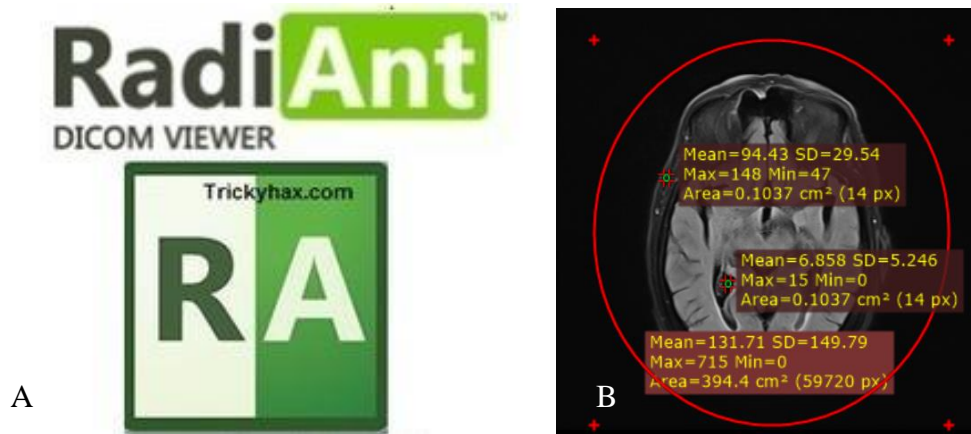 RadiAnt™
DICOM VIEWER
Trickyhax.com
RA
A
Mean=94.43 SD=29.54
Max=148 Min=47
Area=0.1037 cm² (14 px)
Mean=6.858 SD=5.246
Max=15 Min=0
Area=0.1037 cm² (14 px)
Mean=131.71 SD=149.79
Max=715 Min=0
Area=394.4 cm² (59720 px)
B